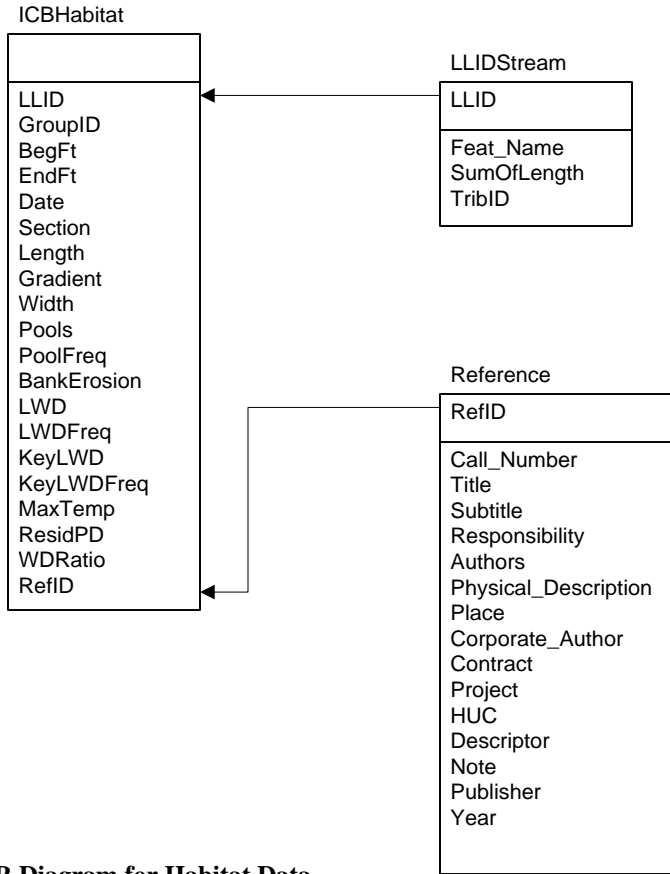 ICBHabitat
LLID
GroupID
BegFt
EndFt
Date
Section
Length
Gradient
Width
Pools
PoolFreq
BankErosion
LWD
LWDFreq
KeyLWD
KeyLWDFreq
MaxTemp
ResidPD
WDRatio
RefID
LLIDStream
LLID
Feat_Name
SumOfLength
TribID
Reference
RefID
Call_Number
Title
Subtitle
Responsibility
Authors
Physical_Description
Place
Corporate_Author
Contract
Project
HUC
Descriptor
Note
Publisher
Year
Diagram for Habitat Data